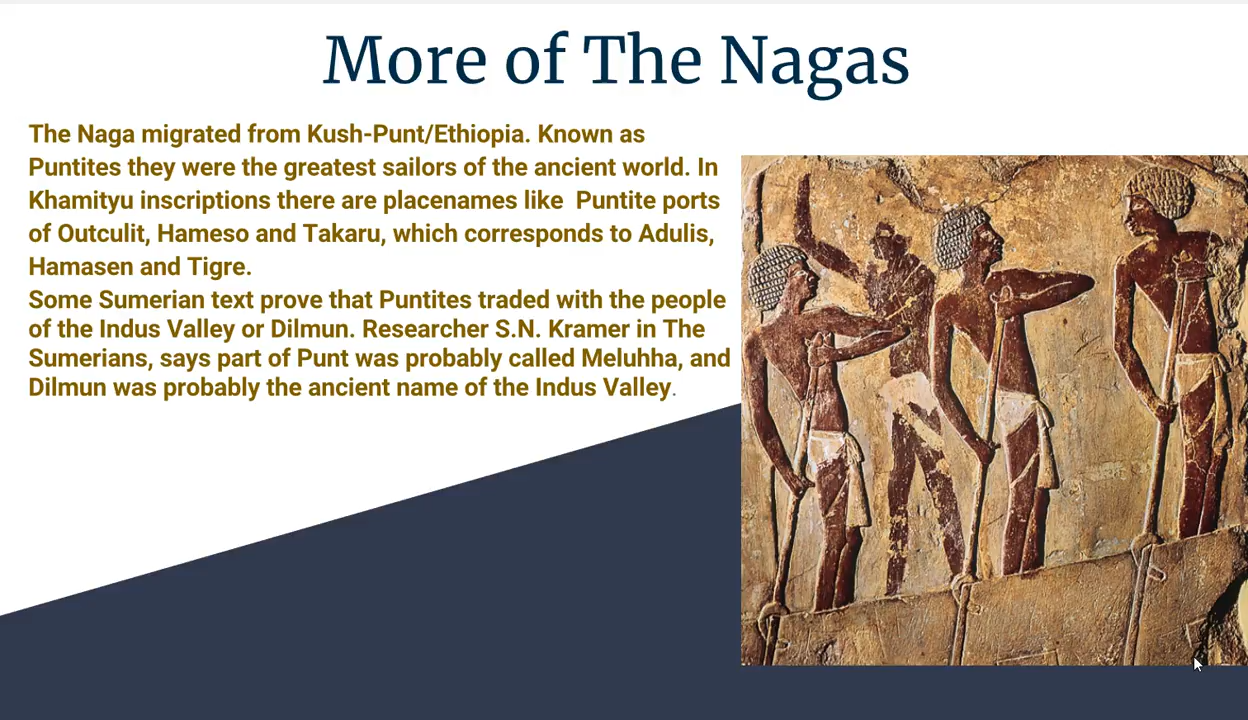 More of The Nagas
The Naga migrated from Kush-Punt/Ethiopia. Known as
Puntites they were the greatest sailors of the ancient world. In
Khamityu inscriptions there are placenames like  Puntite ports
of Outculit, Hameso and Takaru, which corresponds to Adulis,
Hamasen and Tigre.
Some Sumerian text prove that Puntites traded with the people
of the Indus Valley or Dilmun. Researcher S.N. Kramer in The
Sumerians, says part of Punt was probably called Meluhha, and
Dilmun was probably the ancient name of the Indus Valley.